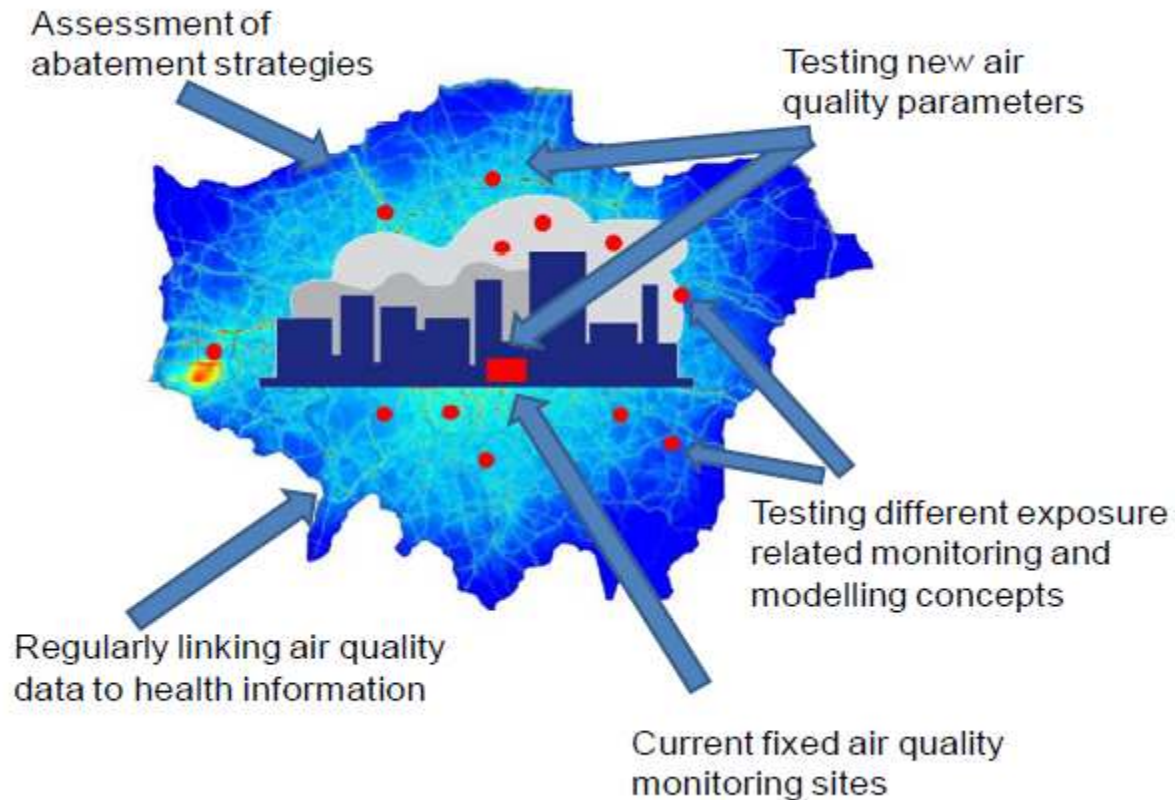 Assessment of
abatement strategies
Testing new air
quality parameters
Testing different exposure
related monitoring and
modelling concepts
Regularly linking air quality
data to health information
Current fixed air quality
monitoring sites